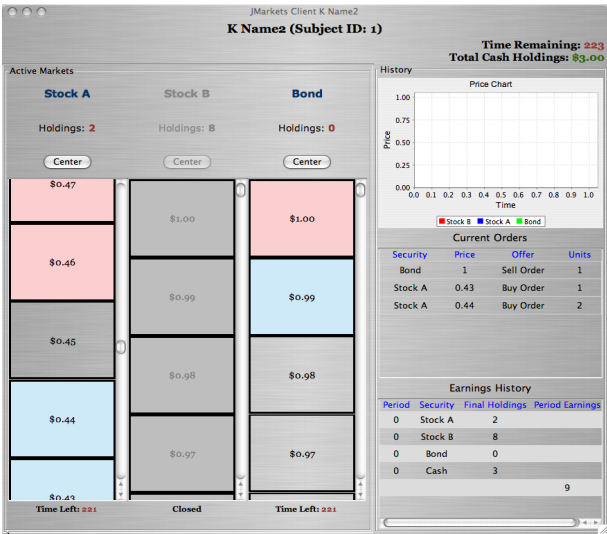 JMarkets Client K Name2
K Name2 (Subject ID: 1)
Time Remaining: 223
Total Cash Holdings: $3.00
Active Markets
Stock A Stock B Bond
Holdings: 2 Holdings: 8 Holdings: 0
Center Center Center
$0.47
$0.46
$0.45
$0.44
$0.43
Time Left: 221
$1.00
$0.99
$0.98
$0.97
Closed
$1.00
$0.99
$0.98
$0.97
Time Left: 221
History
Price Chart
Price
1.00
0.75
0.50
0.25
0.00
0.0 0.1 0.2 0.3 0.4 0.5 0.6 0.7 0.8 0.9 1.0
Time
Stock B Stock A Bond
Current Orders
Security Price Offer Units
Bond 1 Sell Order 1
Stock A 0.43 Buy Order 1
Stock A 0.44 Buy Order 2
Earnings History
Period Security Final Holdings Period Earnings
0 Stock A 2
0 Stock B 8
0 Bond 0
0 Cash 3
9